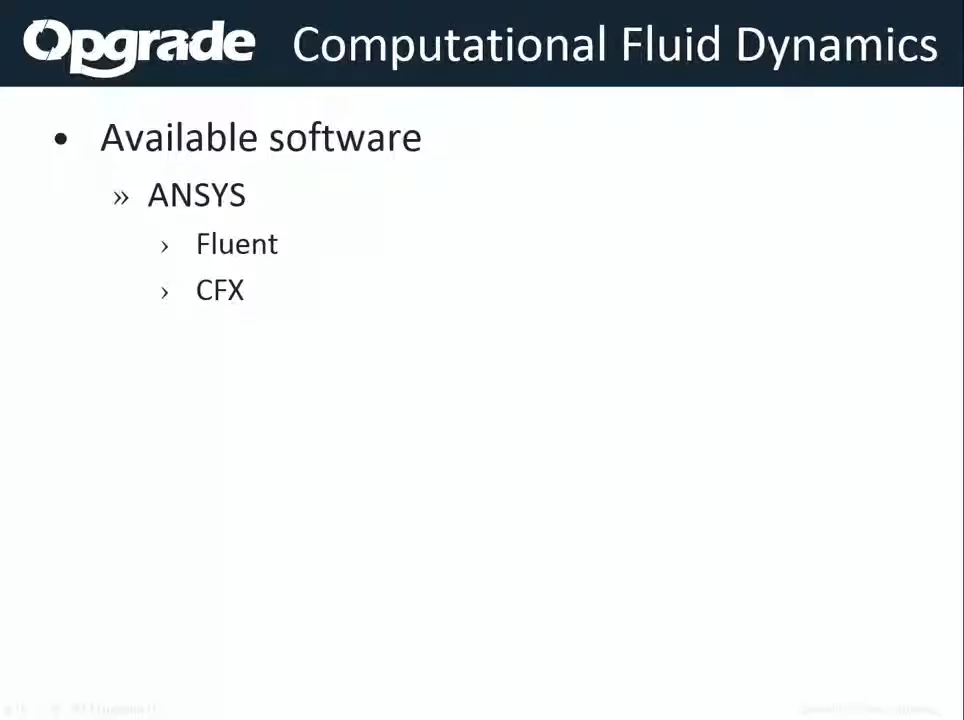 Opgrade Computational Fluid Dynamics
• Available software
» ANSYS
› Fluent
› CFX